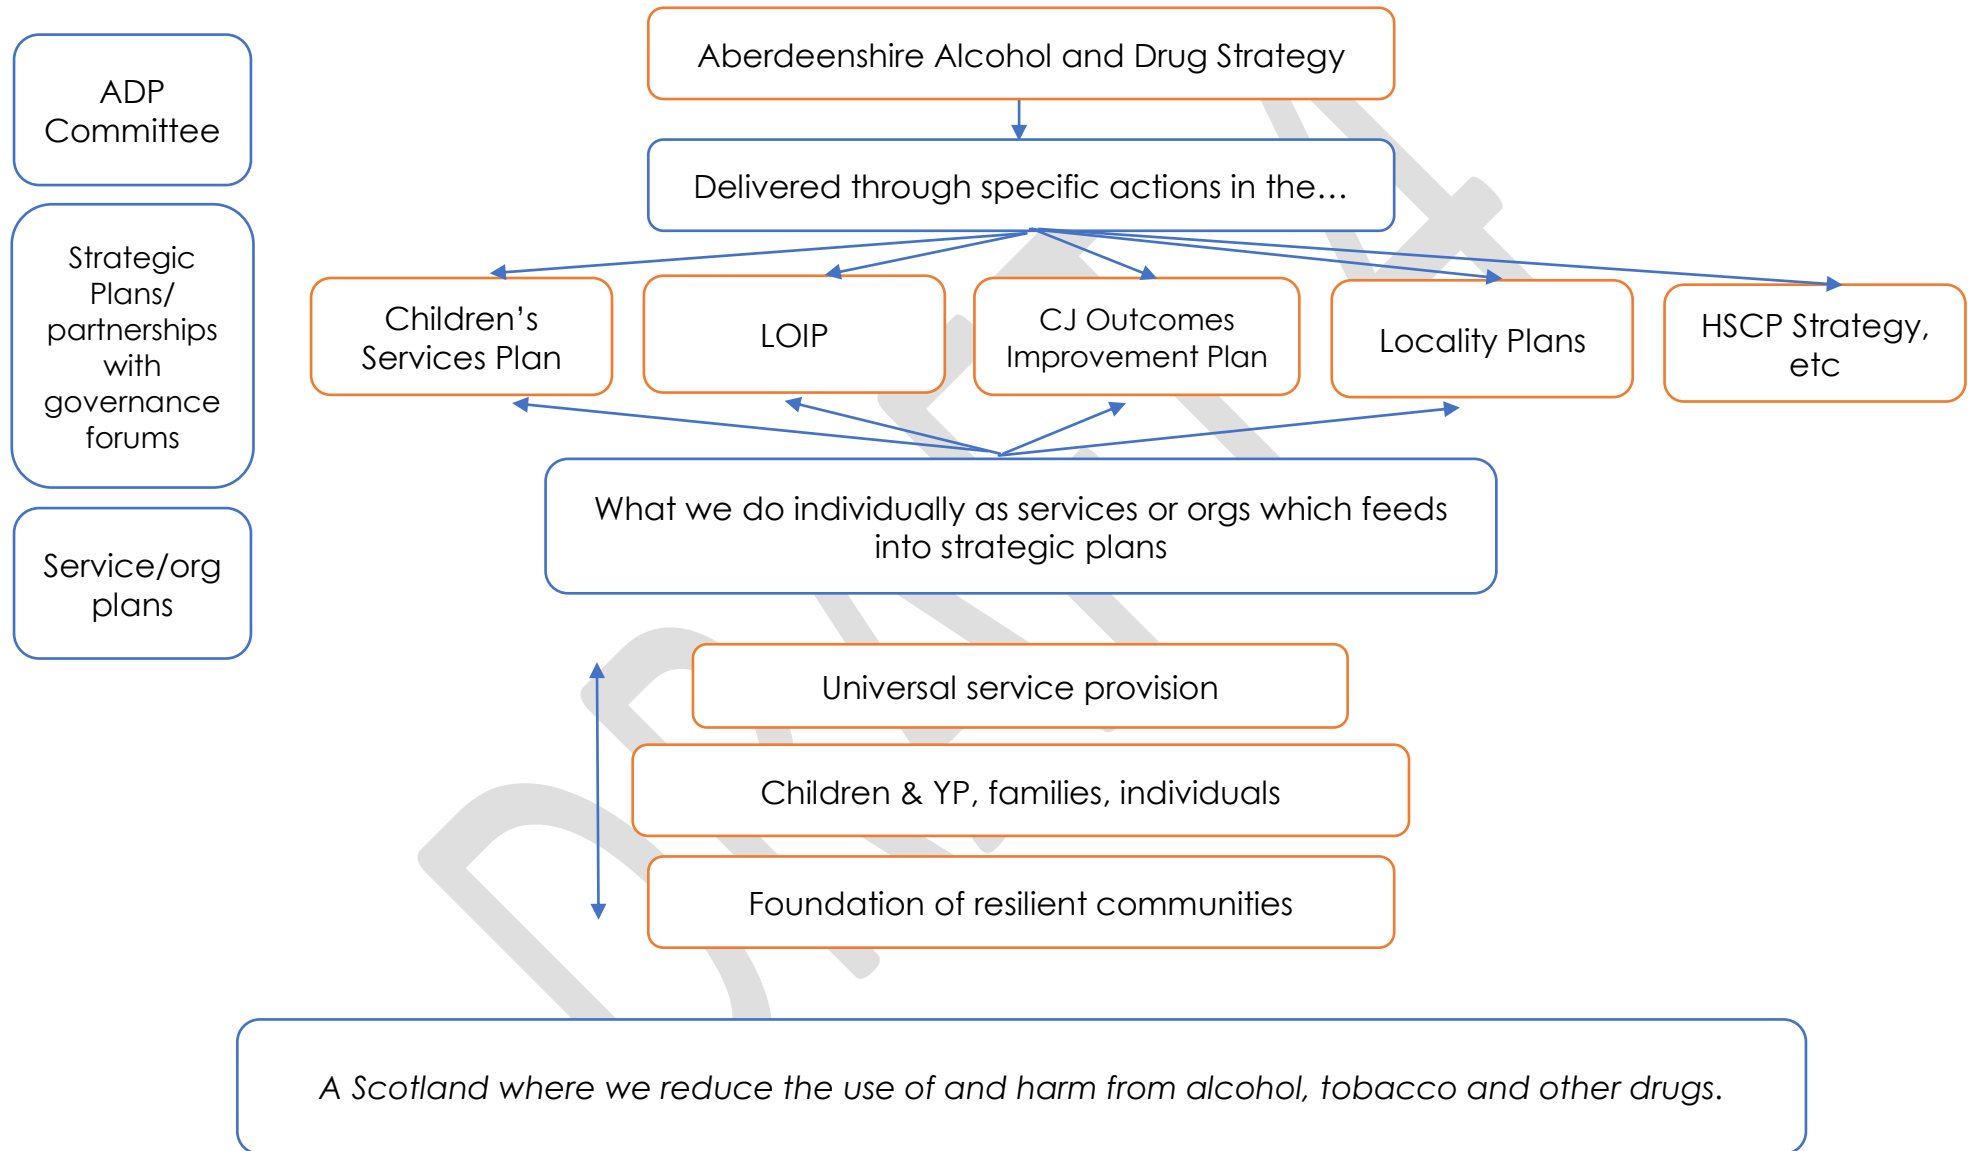 ADP
Committee
Strategic
Plans/
partnerships
with
governance
forums
Service/org
plans
Aberdeenshire Alcohol and Drug Strategy
Delivered through specific actions in the…
Children’s
Services Plan
LOIP
CJ Outcomes
Improvement Plan
Locality Plans
HSCP Strategy,
etc
What we do individually as services or orgs which feeds
into strategic plans
Universal service provision
Children & YP, families, individuals
Foundation of resilient communities
A Scotland where we reduce the use of and harm from alcohol, tobacco and other drugs.
DRAFT 4